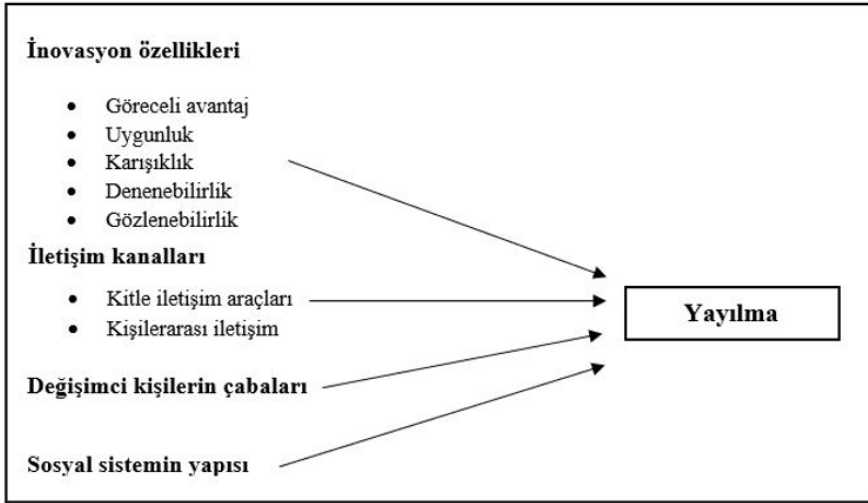 İnovasyon özellikleri
• Göreceli avantaj
• Uygunluk
• Karışıklık
• Denenebilirlik
• Gözlenebilirlik
İletişim kanalları
• Kitle iletişim araçları
• Kişilerarası iletişim
Değişimci kişilerin çabaları
Sosyal sistemin yapısı
Yayılma